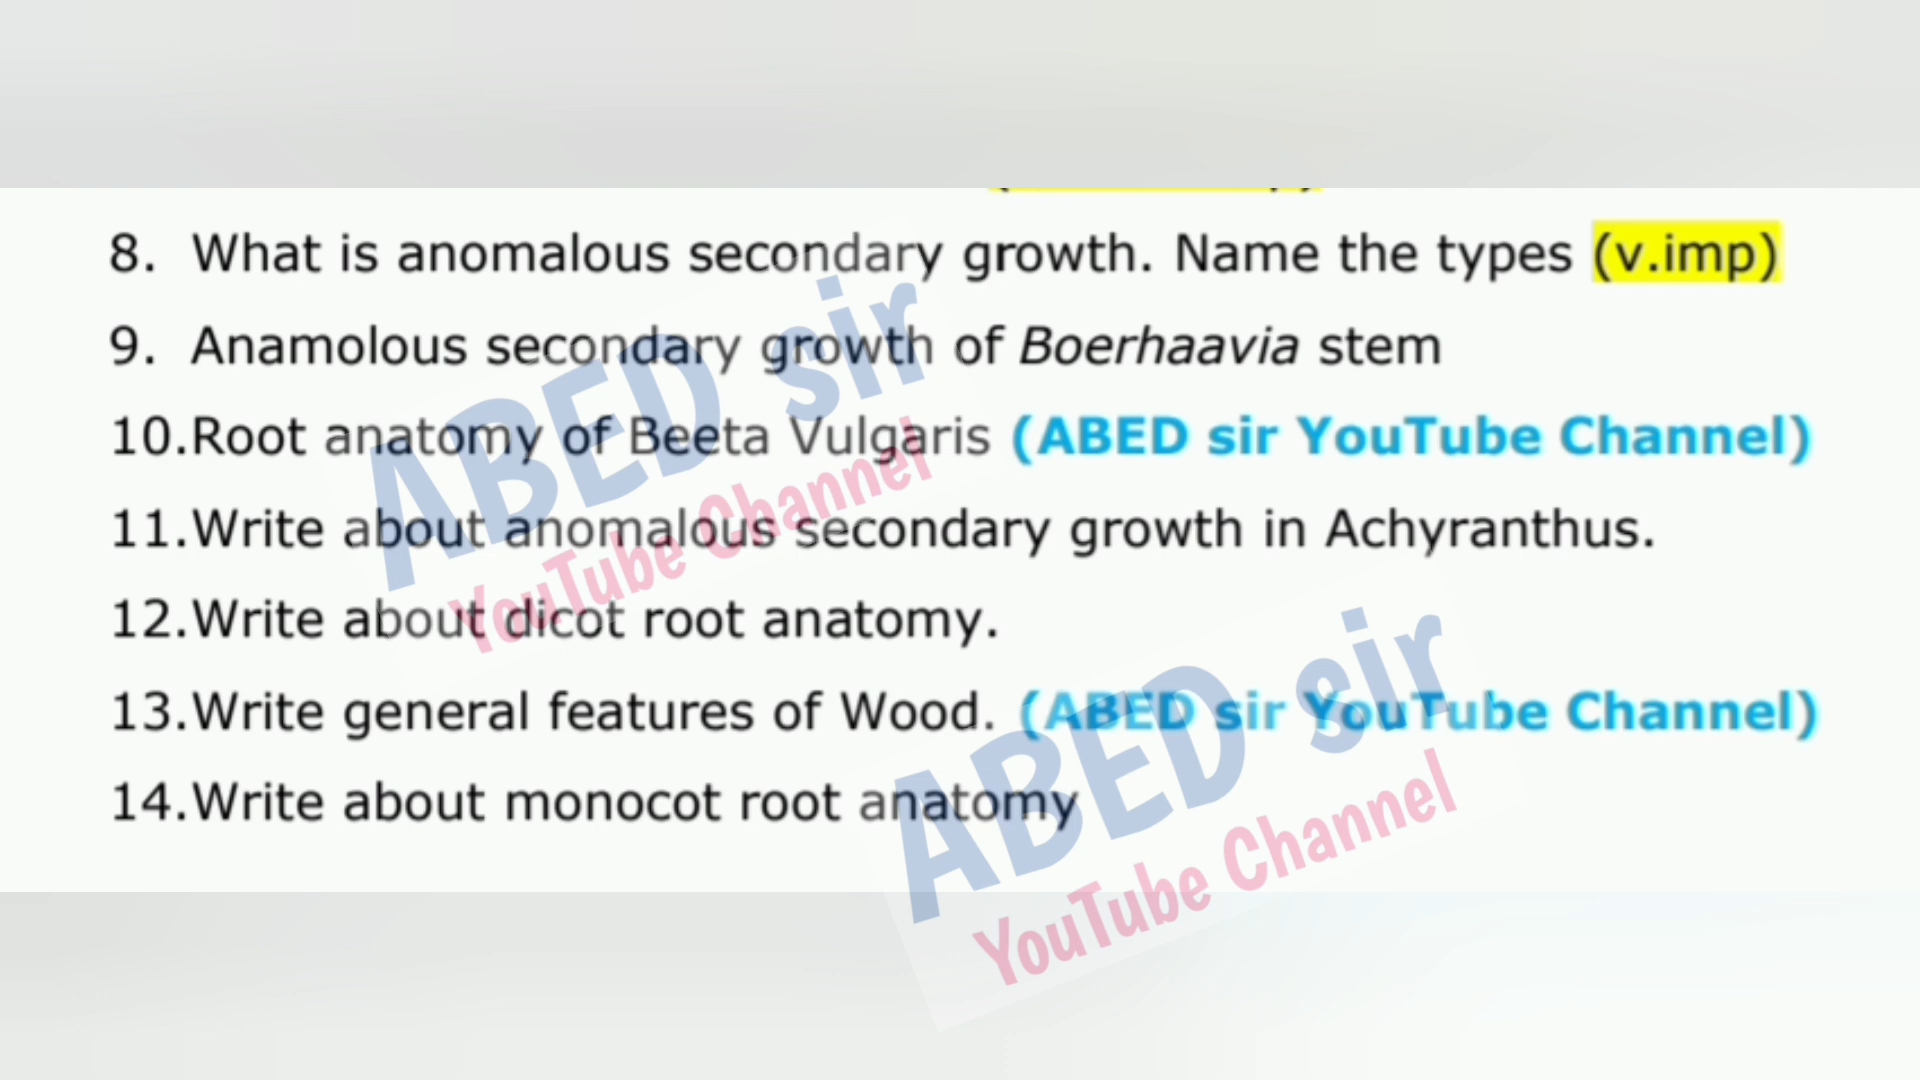 8. What is anomalous secondary growth. Name the types (v.imp)
9. Anamolous secondary growth of Boerhaavia stem
10.Root anatomy of Beeta Vulgaris (ABED sir YouTube Channel)
11.Write about anomalous secondary growth in Achyranthus.
12.Write about dicot root anatomy.
13.Write general features of Wood. (ABED sir YouTube Channel)
14.Write about monocot root anatomy
ABED sir
YouTube Channel
ABED sir
YouTube Channel